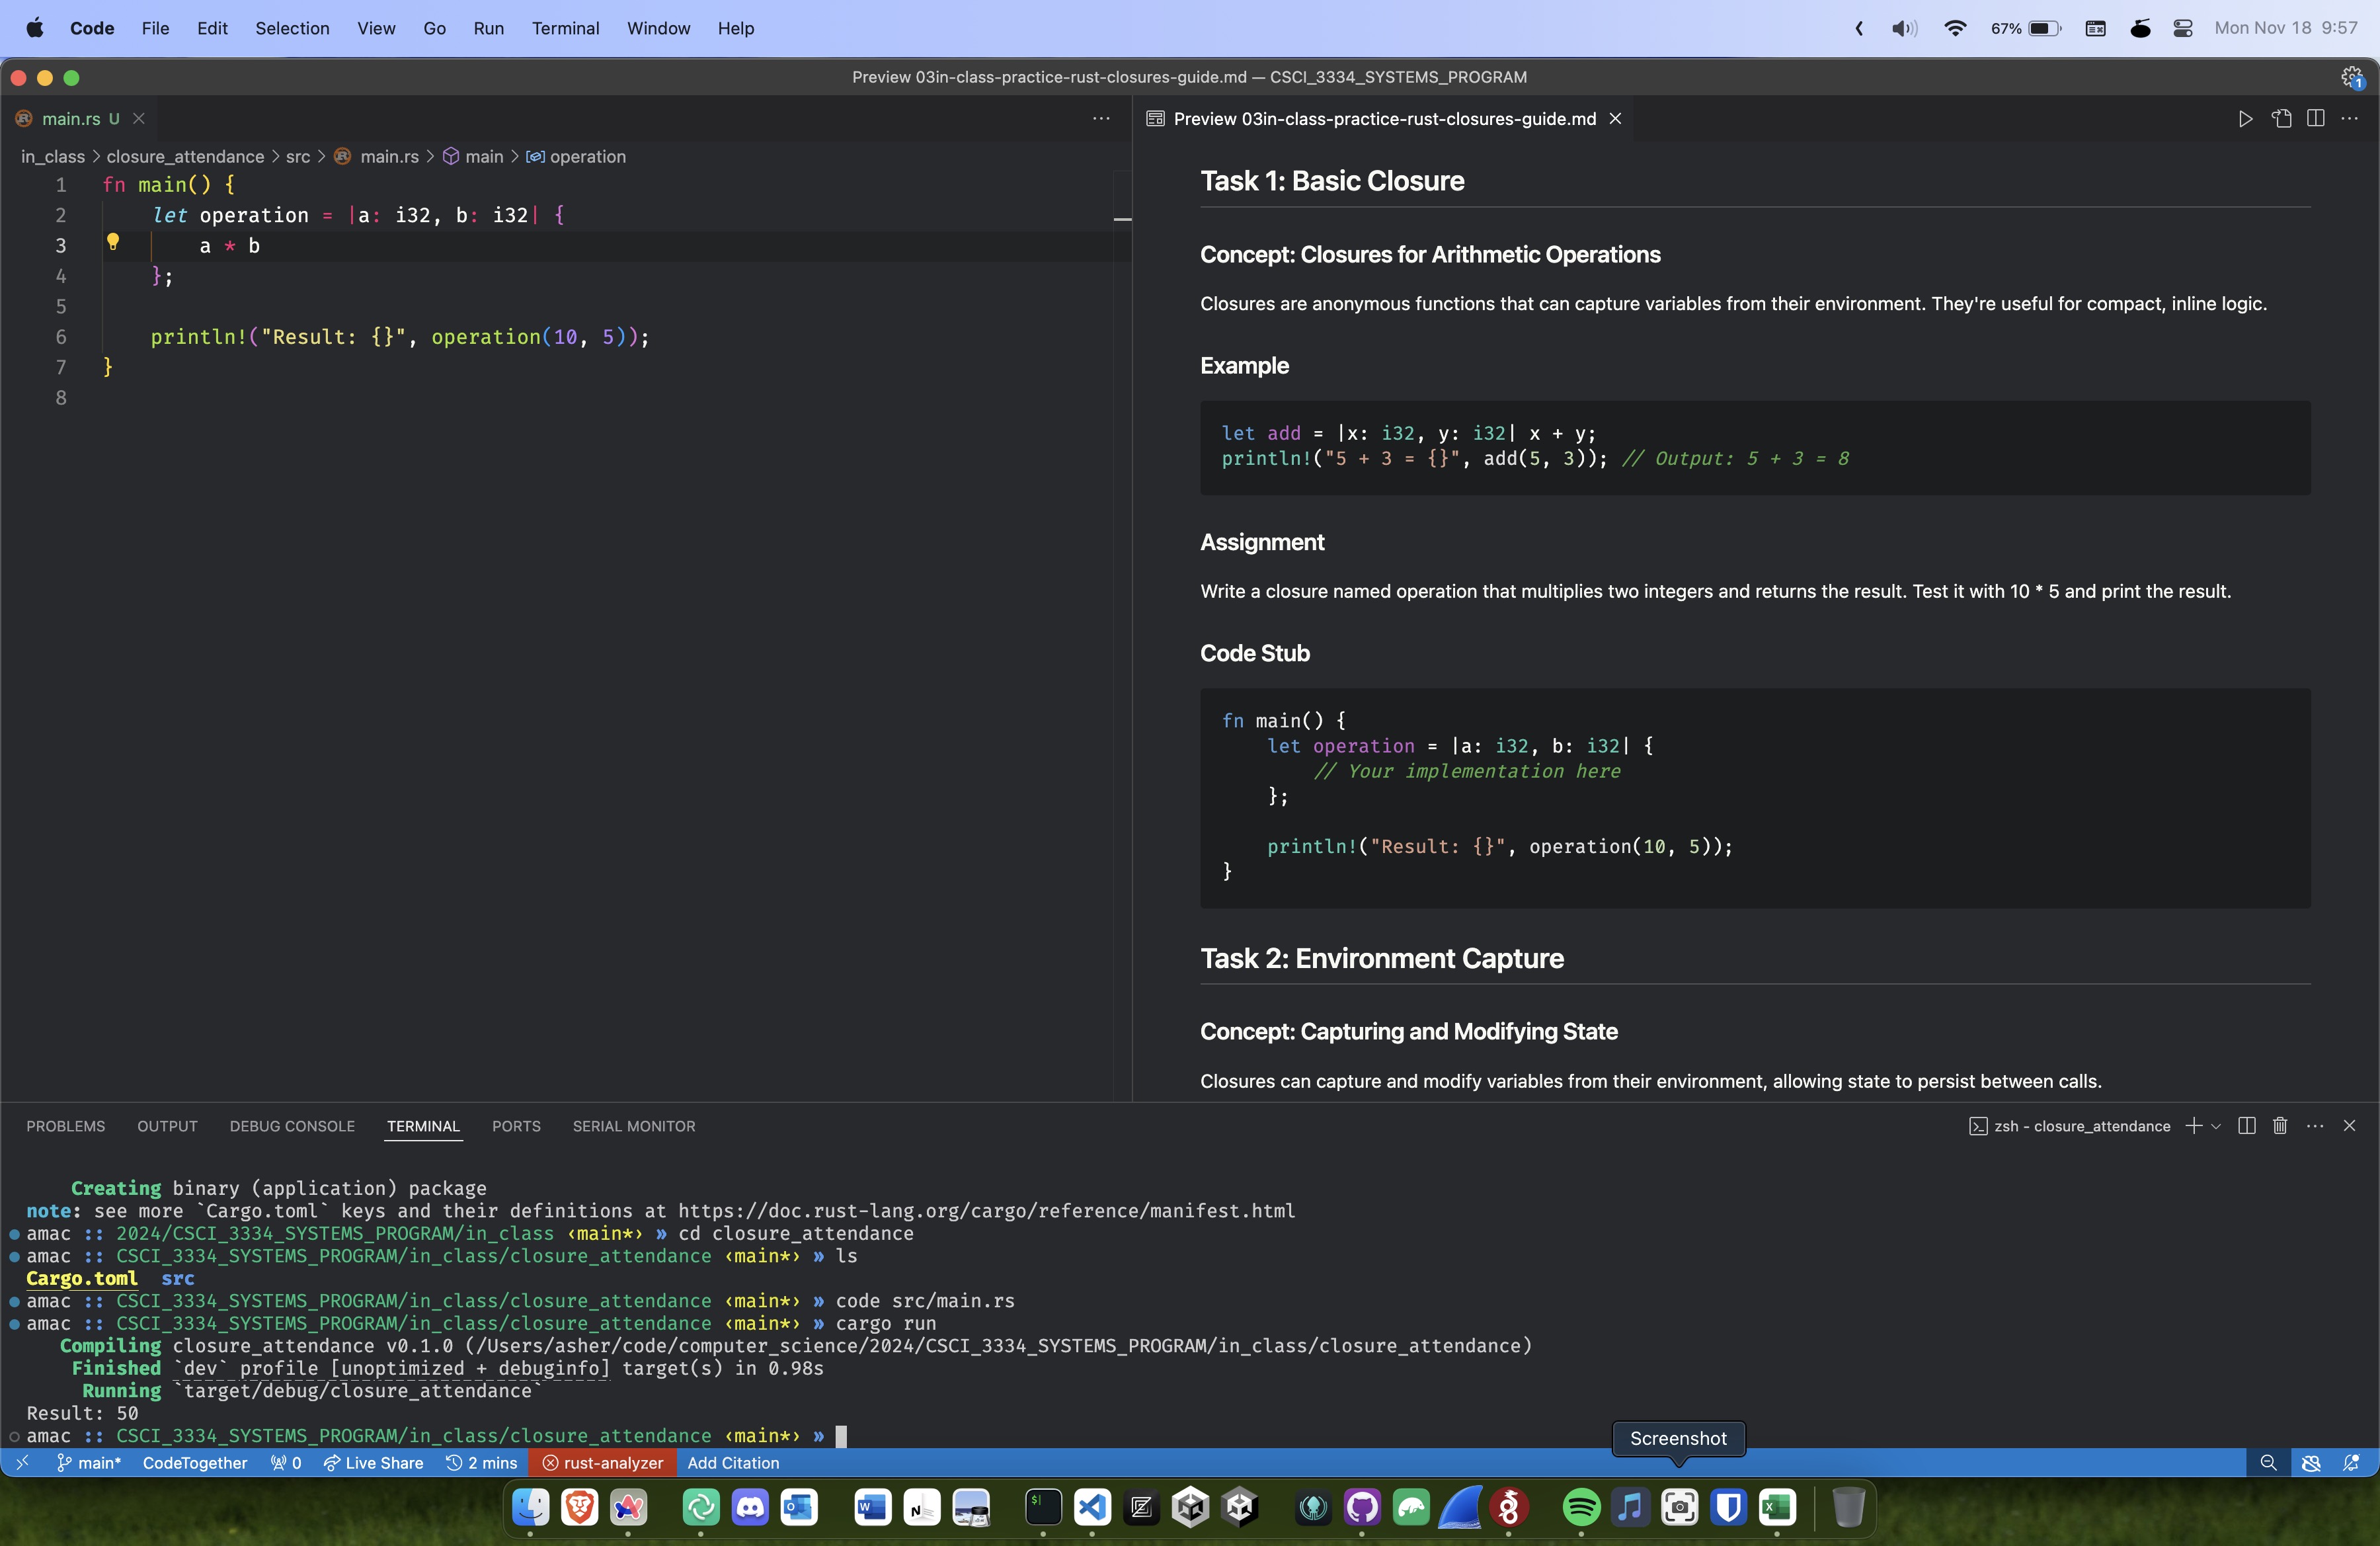 Code File Edit Selection View Go Run Terminal Window Help 67% Mon Nov 18 9:57
Preview 03in-class-practice-rust-closures-guide.md — CSCI_3334_SYSTEMS_PROGRAM
1
main.rs U
in_class > closure_attendance > src > main.rs > main > operation
1 fn main() {
2 let operation = |a: i32, b: i32| {
3 a * b
4 };
5
6 println!("Result: {}", operation(10, 5));
7 }
8
Preview 03in-class-practice-rust-closures-guide.md
Task 1: Basic Closure
Concept: Closures for Arithmetic Operations
Closures are anonymous functions that can capture variables from their environment. They're useful for compact, inline logic.
Example
let add = |x: i32, y: i32| x + y;
println!("5 + 3 = {}", add(5, 3)); // Output: 5 + 3 = 8
Assignment
Write a closure named operation that multiplies two integers and returns the result. Test it with 10 * 5 and print the result.
Code Stub
fn main() {
let operation = |a: i32, b: i32| {
// Your implementation here
};
println!("Result: {}", operation(10, 5));
}
Task 2: Environment Capture
Concept: Capturing and Modifying State
Closures can capture and modify variables from their environment, allowing state to persist between calls.
PROBLEMS OUTPUT DEBUG CONSOLE TERMINAL PORTS SERIAL MONITOR
zsh - closure_attendance
Creating binary (application) package
note: see more `Cargo.toml` keys and their definitions at https://doc.rust-lang.org/cargo/reference/manifest.html
amac :: 2024/CSCI_3334_SYSTEMS_PROGRAM/in_class ‹main*› » cd closure_attendance
amac :: CSCI_3334_SYSTEMS_PROGRAM/in_class/closure_attendance ‹main*› » ls
Cargo.toml src
amac :: CSCI_3334_SYSTEMS_PROGRAM/in_class/closure_attendance ‹main*› » code src/main.rs
amac :: CSCI_3334_SYSTEMS_PROGRAM/in_class/closure_attendance ‹main*› » cargo run
Compiling closure_attendance v0.1.0 (/Users/asher/code/computer_science/2024/CSCI_3334_SYSTEMS_PROGRAM/in_class/closure_attendance)
Finished `dev` profile [unoptimized + debuginfo] target(s) in 0.98s
Running `target/debug/closure_attendance`
Result: 50
amac :: CSCI_3334_SYSTEMS_PROGRAM/in_class/closure_attendance ‹main*› »
Screenshot
main* CodeTogether 0 Live Share 2 mins rust-analyzer Add Citation